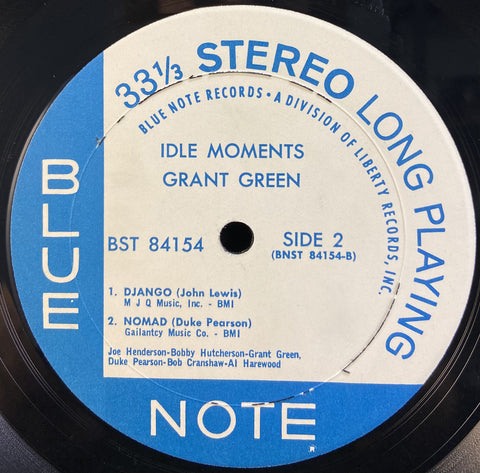 33⅓ STEREO LONG PLAYING
BLUE NOTE RECORDS • A DIVISION OF LIBERTY RECORDS, INC.
IDLE MOMENTS
GRANT GREEN
BST 84154
SIDE 2
(BNST 84154-B)
1. DJANGO (John Lewis)
M J Q Music, Inc. - BMI
2. NOMAD (Duke Pearson)
Gailantcy Music Co. - BMI
Joe Henderson-Bobby Hutcherson-Grant Green,
Duke Pearson-Bob Cranshaw-Al Harewood
BLUE
NOTE
®